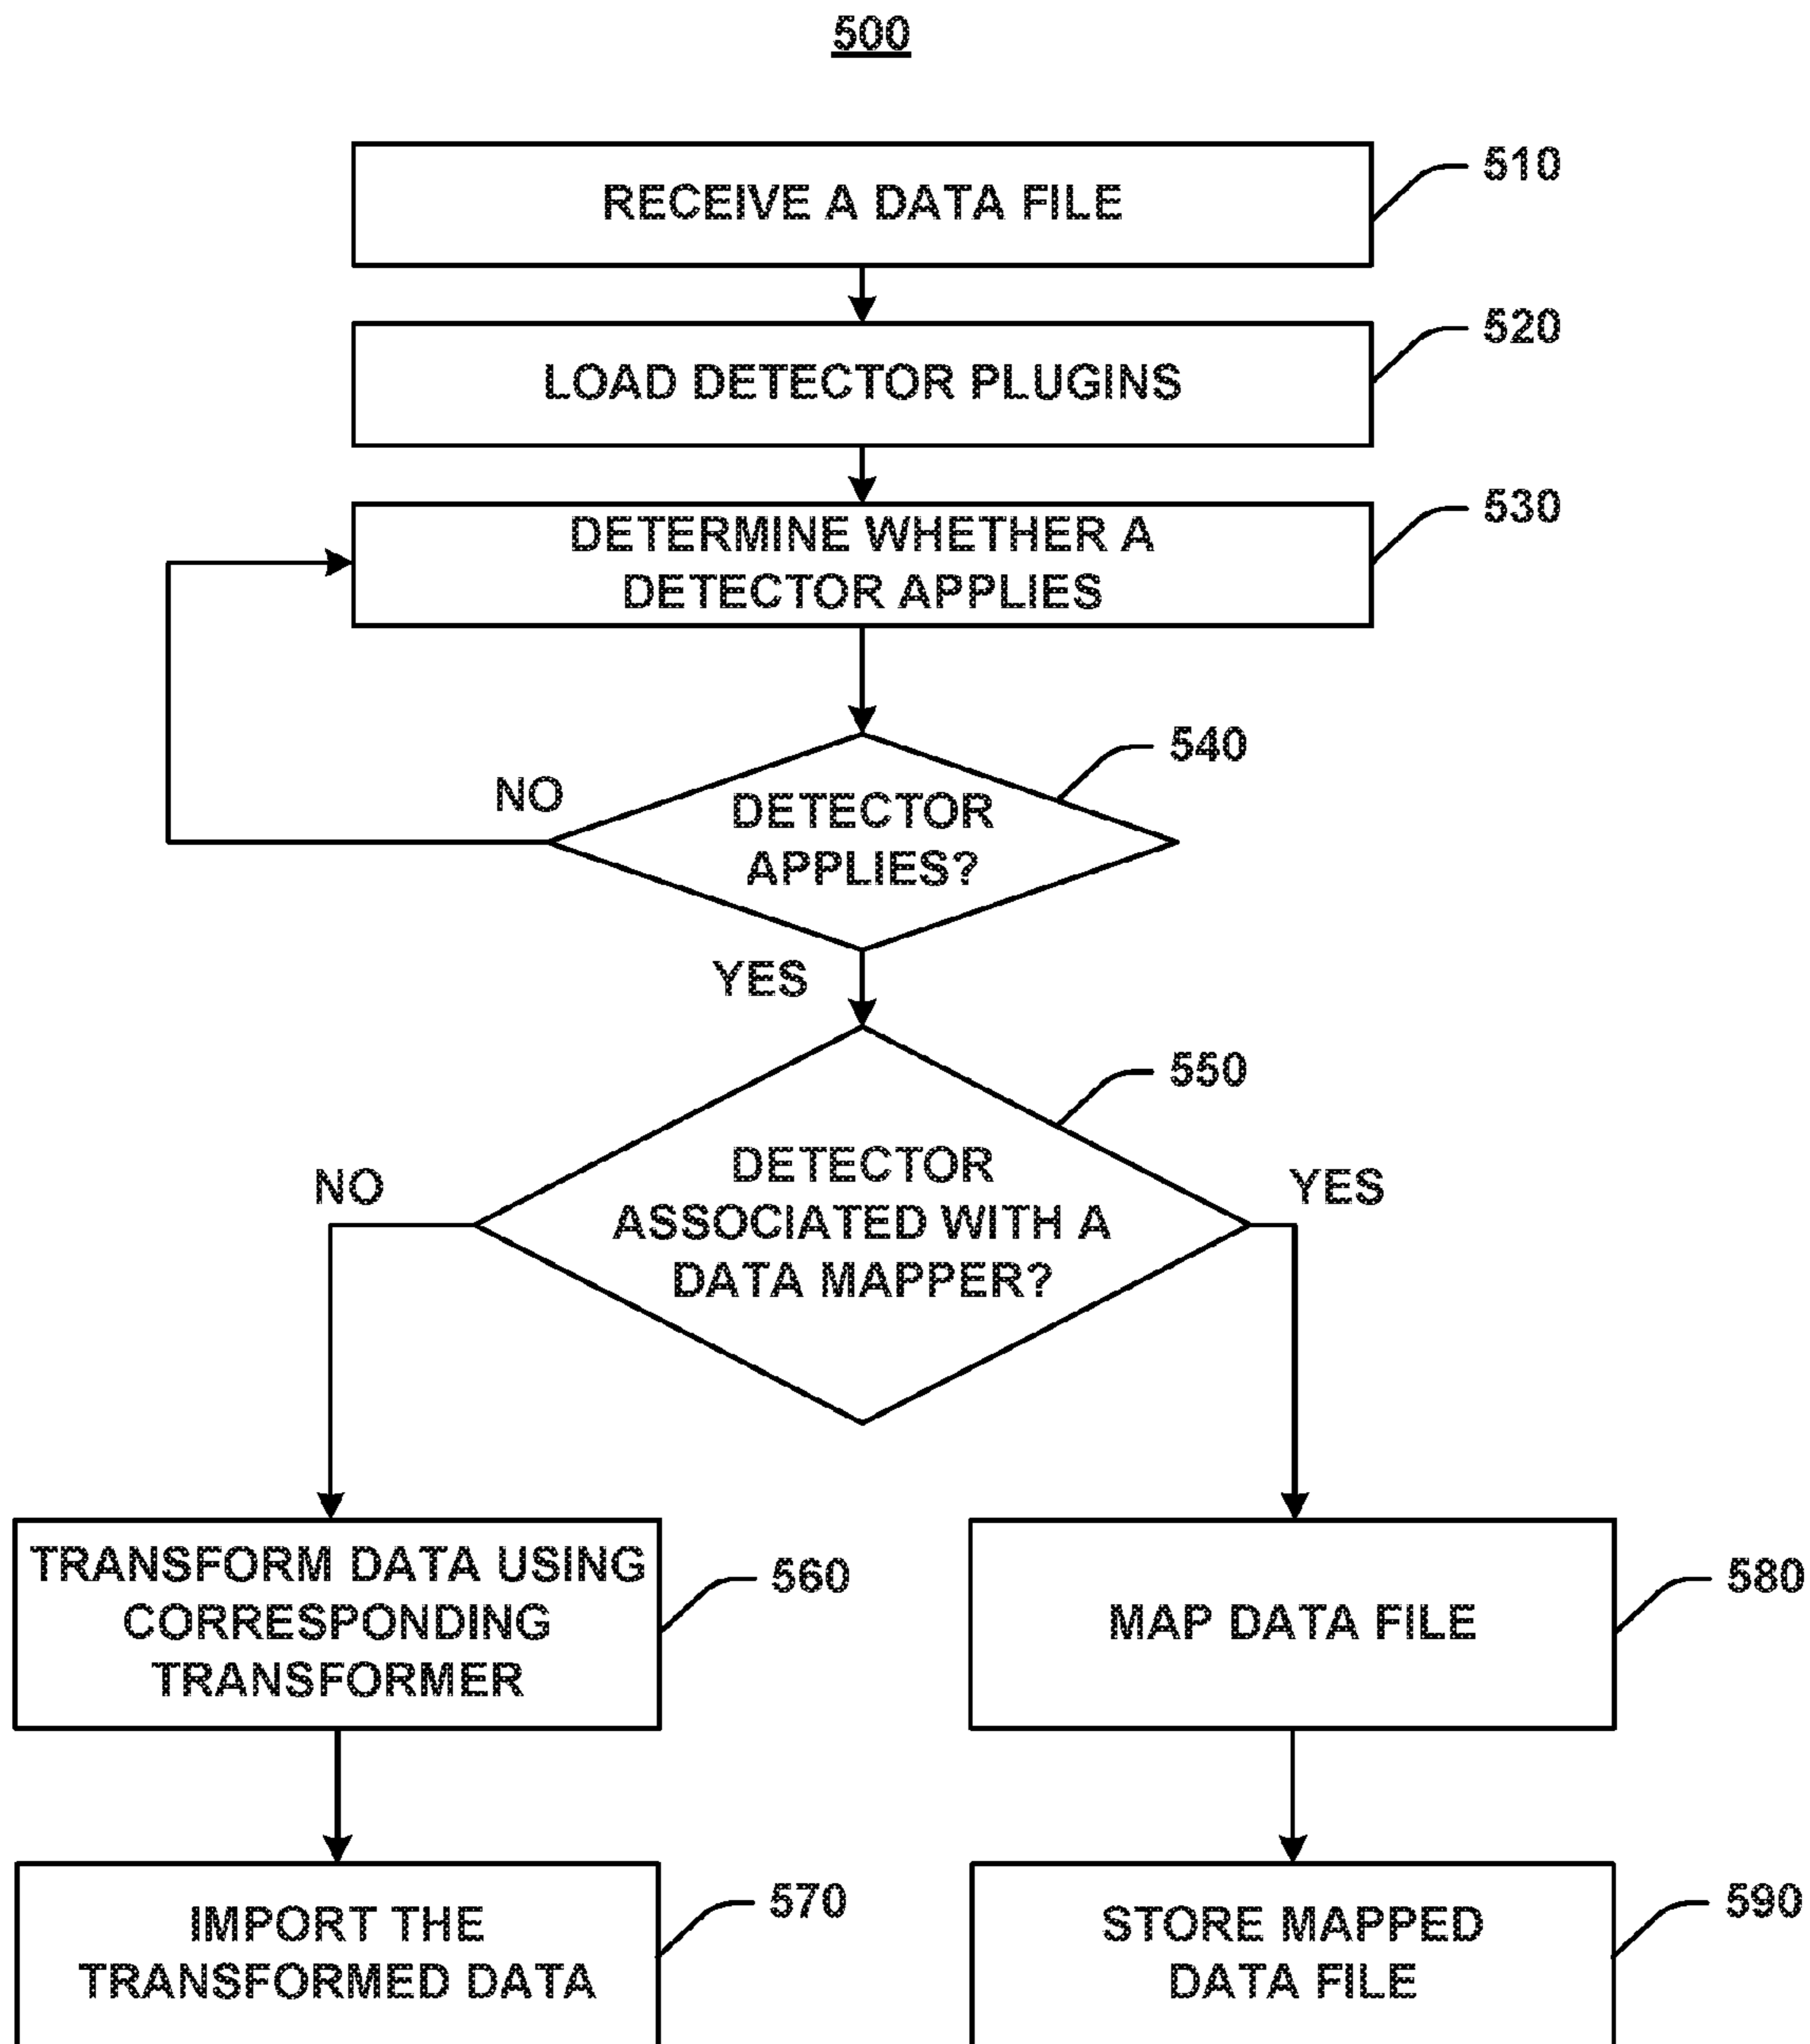 500
RECEIVE A DATA FILE
510
LOAD DETECTOR PLUGINS
520
DETERMINE WHETHER A
DETECTOR APPLIES
530
DETECTOR
APPLIES?
540
NO
YES
DETECTOR
ASSOCIATED WITH A
DATA MAPPER?
550
NO
YES
TRANSFORM DATA USING
CORRESPONDING
TRANSFORMER
560
MAP DATA FILE
580
IMPORT THE
TRANSFORMED DATA
570
STORE MAPPED
DATA FILE
590